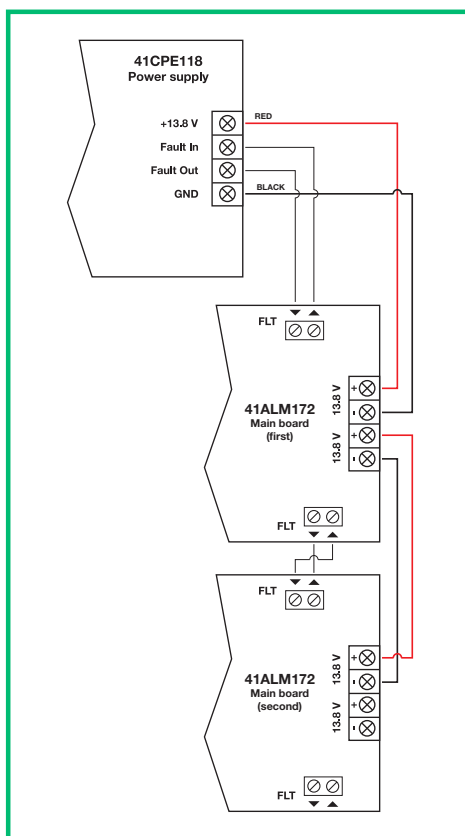 41CPE118
Power supply
+13.8 V
RED
Fault In
Fault Out
GND
BLACK
FLT
41ALM172
Main board
(first)
+
-
13.8 V
+
-
13.8 V
FLT
FLT
41ALM172
Main board
(second)
+
-
13.8 V
+
-
13.8 V
FLT